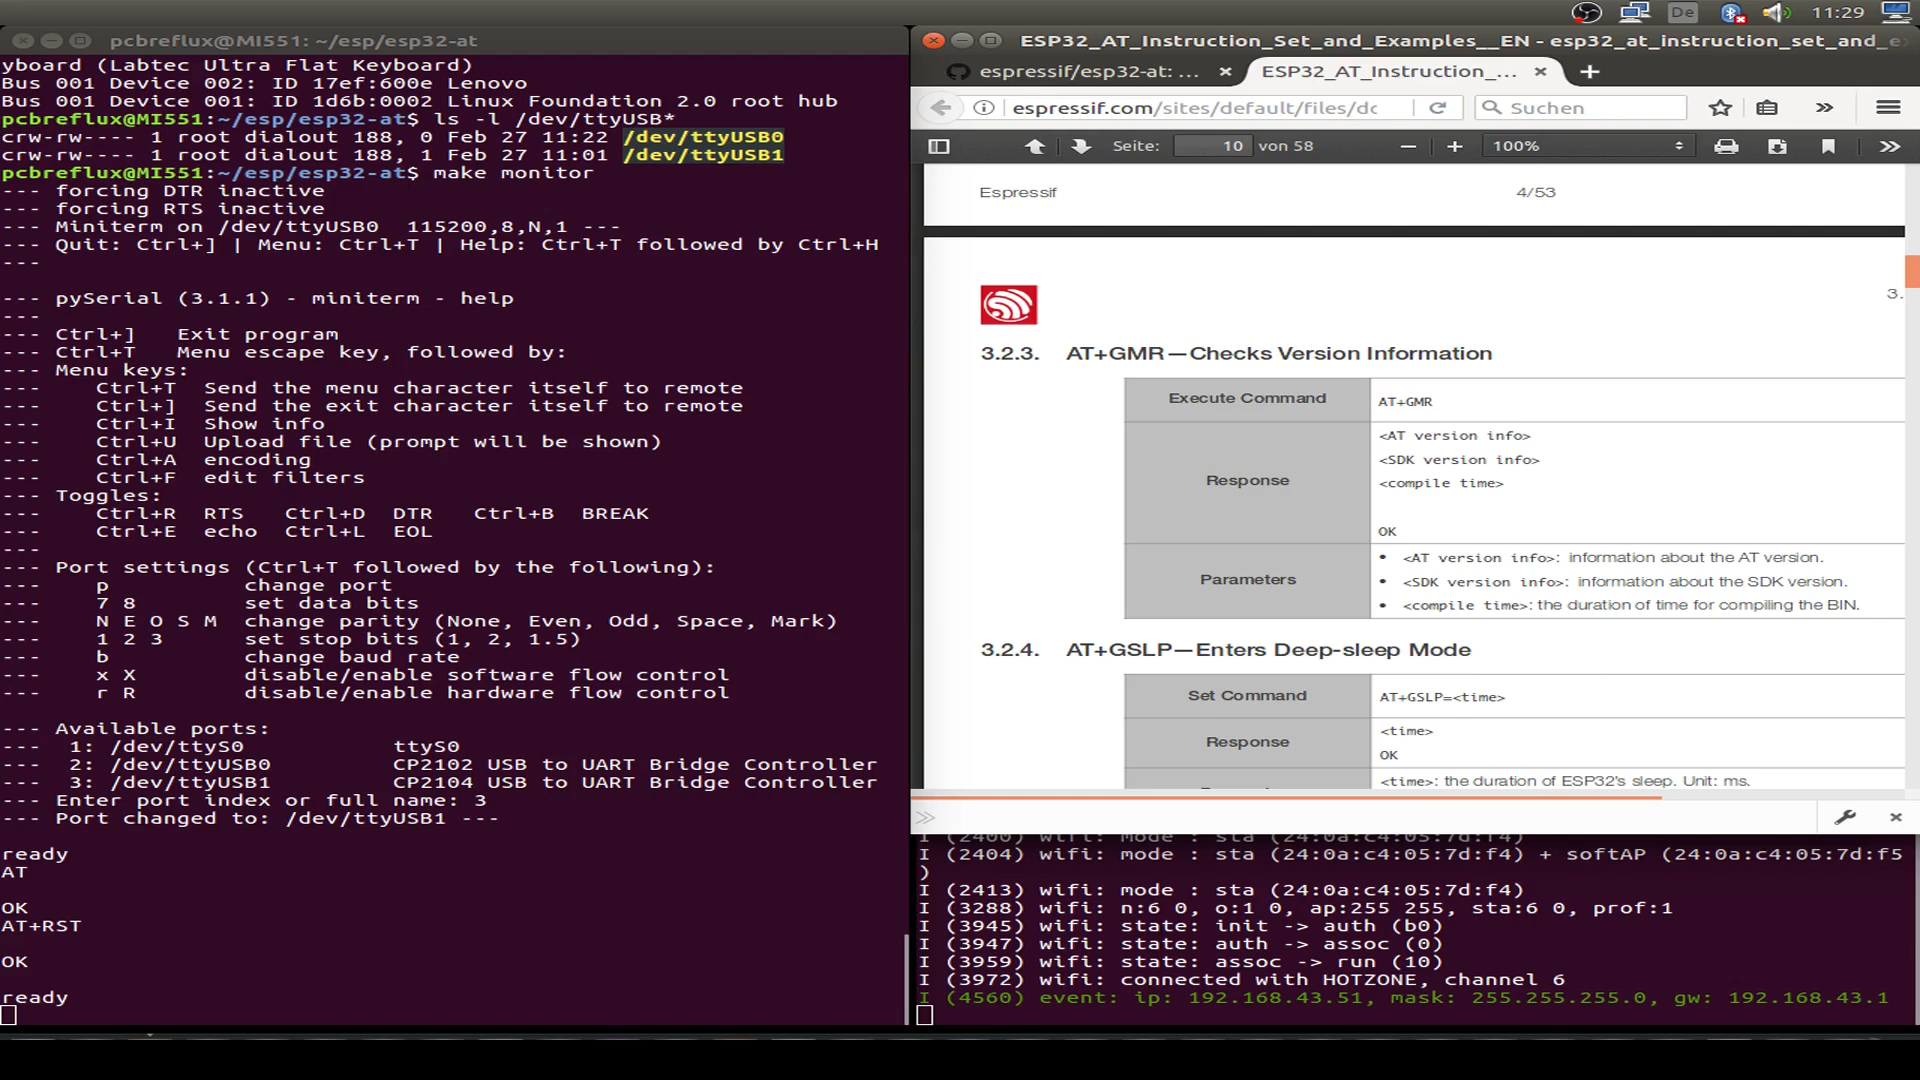 De
11:29
pcbreflux@MI551: ~/esp/esp32-at
yboard (Labtec Ultra Flat Keyboard)
Bus 001 Device 002: ID 17ef:600e Lenovo
Bus 001 Device 001: ID 1d6b:0002 Linux Foundation 2.0 root hub
pcbreflux@MI551:~/esp/esp32-at$ ls -l /dev/ttyUSB*
crw-rw---- 1 root dialout 188, 0 Feb 27 11:22 /dev/ttyUSB0
crw-rw---- 1 root dialout 188, 1 Feb 27 11:01 /dev/ttyUSB1
pcbreflux@MI551:~/esp/esp32-at$ make monitor
--- forcing DTR inactive
--- forcing RTS inactive
--- Miniterm on /dev/ttyUSB0  115200,8,N,1 ---
--- Quit: Ctrl+] | Menu: Ctrl+T | Help: Ctrl+T followed by Ctrl+H
---
--- pySerial (3.1.1) - miniterm - help
---
--- Ctrl+]   Exit program
--- Ctrl+T   Menu escape key, followed by:
--- Menu keys:
---    Ctrl+T  Send the menu character itself to remote
---    Ctrl+]  Send the exit character itself to remote
---    Ctrl+I  Show info
---    Ctrl+U  Upload file (prompt will be shown)
---    Ctrl+A  encoding
---    Ctrl+F  edit filters
--- Toggles:
---    Ctrl+R  RTS   Ctrl+D  DTR   Ctrl+B  BREAK
---    Ctrl+E  echo  Ctrl+L  EOL
---
--- Port settings (Ctrl+T followed by the following):
---    p          change port
---    7 8        set data bits
---    N E O S M  change parity (None, Even, Odd, Space, Mark)
---    1 2 3      set stop bits (1, 2, 1.5)
---    b          change baud rate
---    x X        disable/enable software flow control
---    r R        disable/enable hardware flow control
--- Available ports:
---  1: /dev/ttyS0           ttyS0
---  2: /dev/ttyUSB0         CP2102 USB to UART Bridge Controller
---  3: /dev/ttyUSB1         CP2104 USB to UART Bridge Controller
--- Enter port index or full name: 3
--- Port changed to: /dev/ttyUSB1 ---
ready
AT
OK
AT+RST
OK
ready
ESP32_AT_Instruction_Set_and_Examples__EN - esp32_at_instruction_set_and_e
espressif/esp32-at: ...
ESP32_AT_Instruction_...
espressif.com/sites/default/files/dc
Suchen
Seite: 10 von 58
100%
Espressif 4/53
3.
3.2.3. AT+GMR—Checks Version Information
Execute Command AT+GMR
Response
<AT version info>
<SDK version info>
<compile time>
OK
Parameters
• <AT version info>: information about the AT version.
• <SDK version info>: information about the SDK version.
• <compile time>: the duration of time for compiling the BIN.
3.2.4. AT+GSLP—Enters Deep-sleep Mode
Set Command AT+GSLP=<time>
Response
<time>
OK
<time>: the duration of ESP32's sleep. Unit: ms.
I (2400) wifi: mode : sta (24:0a:c4:05:7d:f4)
I (2404) wifi: mode : sta (24:0a:c4:05:7d:f4) + softAP (24:0a:c4:05:7d:f5
)
I (2413) wifi: mode : sta (24:0a:c4:05:7d:f4)
I (3288) wifi: n:6 0, o:1 0, ap:255 255, sta:6 0, prof:1
I (3945) wifi: state: init -> auth (b0)
I (3947) wifi: state: auth -> assoc (0)
I (3959) wifi: state: assoc -> run (10)
I (3972) wifi: connected with HOTZONE, channel 6
I (4560) event: ip: 192.168.43.51, mask: 255.255.255.0, gw: 192.168.43.1